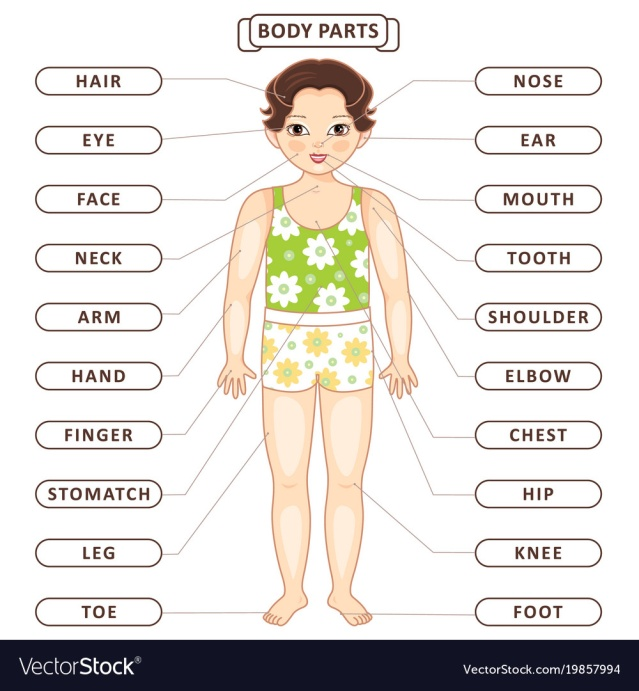 BODY PARTS
HAIR
NOSE
EYE
EAR
FACE
MOUTH
NECK
TOOTH
ARM
SHOULDER
HAND
ELBOW
FINGER
CHEST
STOMATCH
HIP
LEG
KNEE
TOE
FOOT
VectorStock®
VectorStock.com/19857994